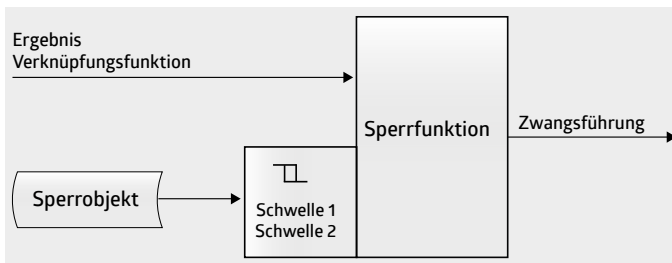 Ergebnis
Verknüpfungsfunktion
Sperrfunktion
Zwangsführung
Sperrobjekt
Schwelle 1
Schwelle 2